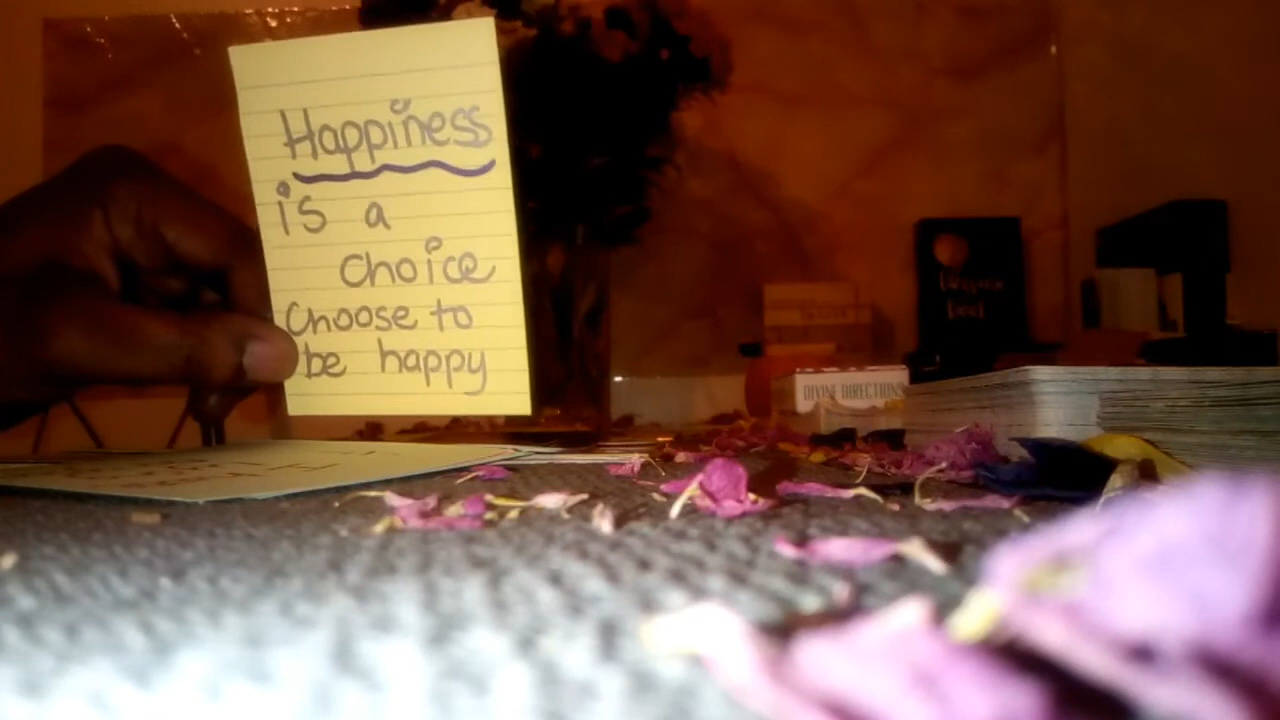 Happiness
is a
choice
Choose to
be happy
DIVINE DIRECTIONS